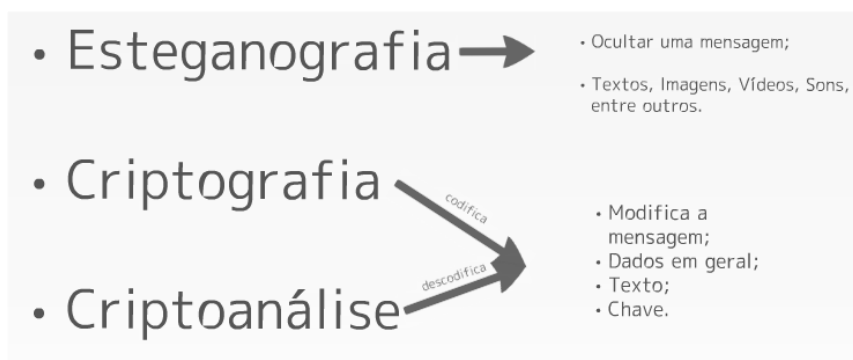 • Esteganografia
• Ocultar uma mensagem;
• Textos, Imagens, Vídeos, Sons,
entre outros.
• Criptografia
codifica
• Modifica a
mensagem;
• Dados em geral;
• Texto;
• Chave.
descodifica
• Criptoanálise